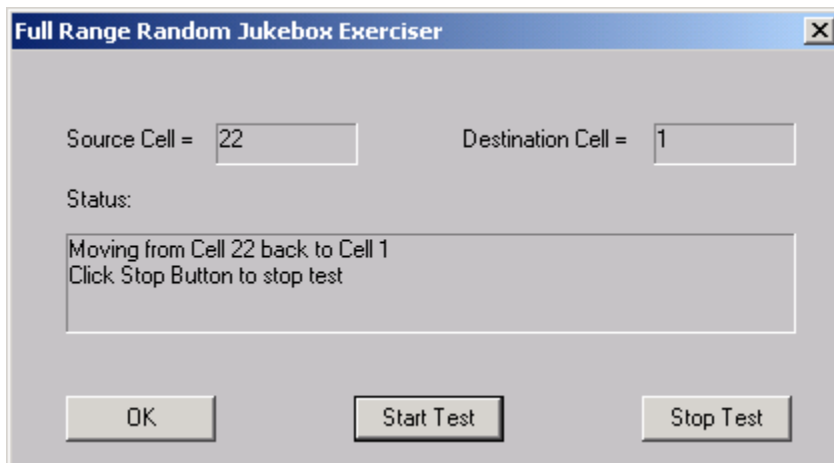 Full Range Random Jukebox Exerciser
Source Cell = 22 Destination Cell = 1
Status:
Moving from Cell 22 back to Cell 1
Click Stop Button to stop test
OK Start Test Stop Test